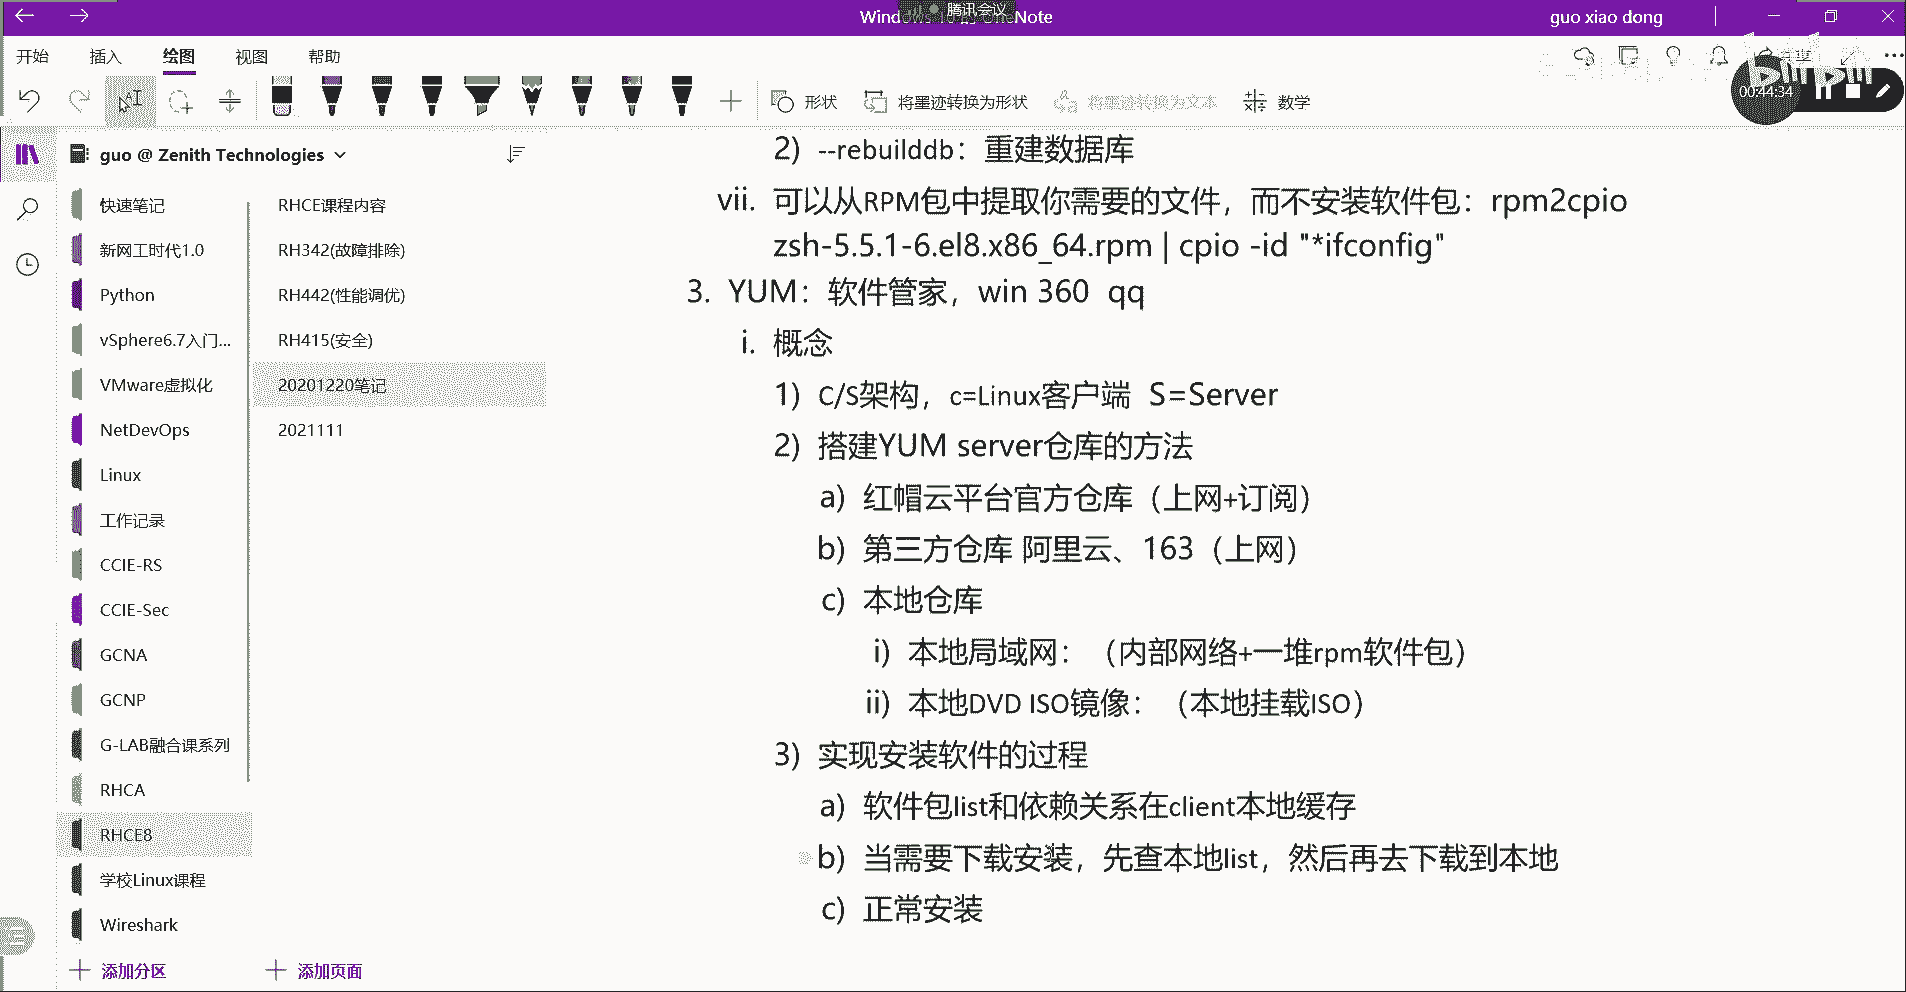 Windows 10 的 OneNote
腾讯会议
guo xiao dong
开始 插入 绘图 视图 帮助
分享
bilibili
00:44:34
形状 将墨迹转换为形状 将墨迹转换为文本 数学
guo @ Zenith Technologies
快速笔记
新网工时代1.0
Python
vSphere6.7入门...
VMware虚拟化
NetDevOps
Linux
工作记录
CCIE-RS
CCIE-Sec
GCNA
GCNP
G-LAB融合课系列
RHCA
RHCE8
学校Linux课程
Wireshark
添加分区
RHCE课程内容
RH342(故障排除)
RH442(性能调优)
RH415(安全)
20201220笔记
2021111
添加页面
2) --rebuilddb：重建数据库
vii. 可以从RPM包中提取你需要的文件，而不安装软件包：rpm2cpio
zsh-5.5.1-6.el8.x86_64.rpm | cpio -id "*ifconfig"
3. YUM：软件管家，win 360 qq
i. 概念
1) C/S架构，c=Linux客户端 S=Server
2) 搭建YUM server仓库的方法
a) 红帽云平台官方仓库（上网+订阅）
b) 第三方仓库 阿里云、163（上网）
c) 本地仓库
i) 本地局域网：（内部网络+一堆rpm软件包）
ii) 本地DVD ISO镜像：（本地挂载ISO）
3) 实现安装软件的过程
a) 软件包list和依赖关系在client本地缓存
b) 当需要下载安装，先查本地list，然后再去下载到本地
c) 正常安装